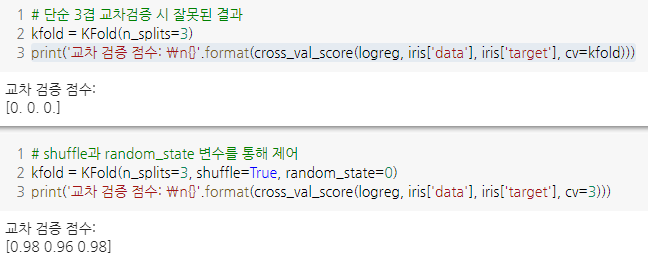 1 # 단순 3겹 교차검증 시 잘못된 결과
2 kfold = KFold(n_splits=3)
3 print('교차 검증 점수: ₩n{}'.format(cross_val_score(logreg, iris['data'], iris['target'], cv=kfold)))
교차 검증 점수:
[0. 0. 0.]
1 # shuffle과 random_state 변수를 통해 제어
2 kfold = KFold(n_splits=3, shuffle=True, random_state=0)
3 print('교차 검증 점수: ₩n{}'.format(cross_val_score(logreg, iris['data'], iris['target'], cv=3)))
교차 검증 점수:
[0.98 0.96 0.98]